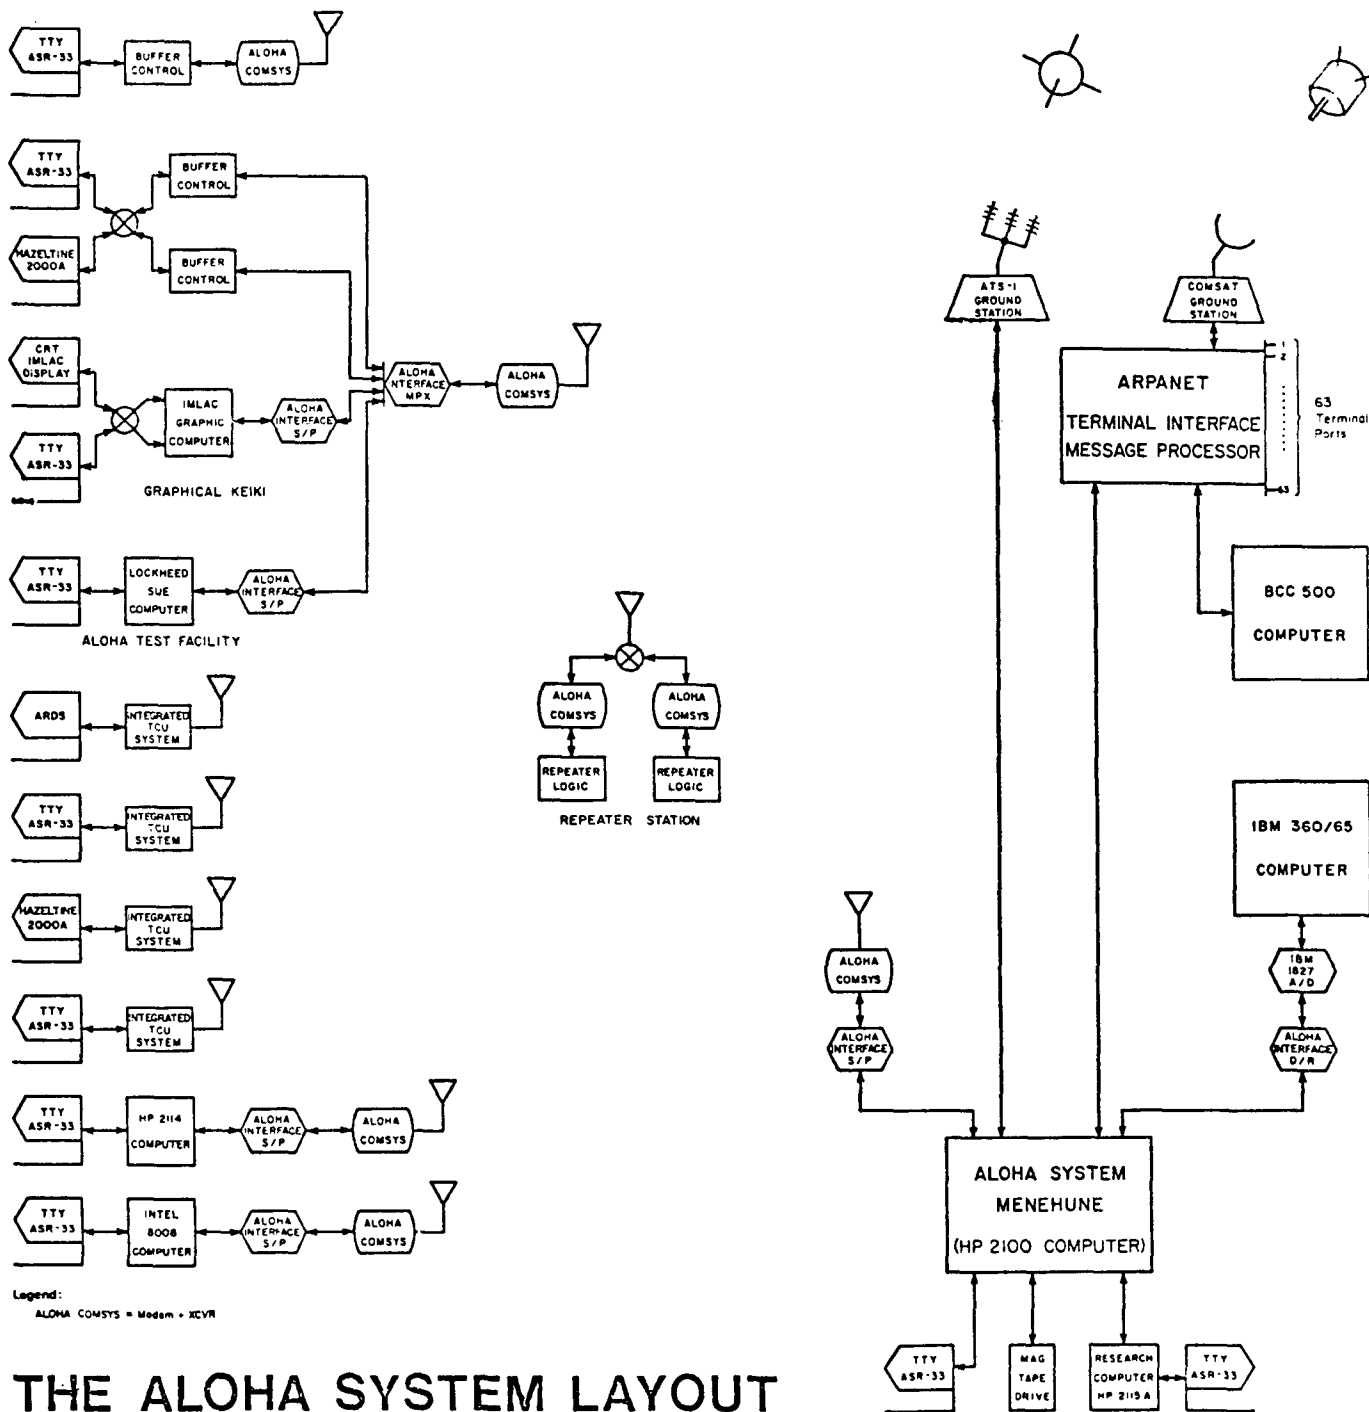 TTY
ASR-33
BUFFER
CONTROL
ALOHA
COMSYS
TTY
ASR-33
BUFFER
CONTROL
HAZELTINE
2000A
BUFFER
CONTROL
CRT
IMLAC
DISPLAY
TTY
ASR-33
IMLAC
GRAPHIC
COMPUTER
ALOHA
INTERFACE
S/P
ALOHA
INTERFACE
MPX
ALOHA
COMSYS
GRAPHICAL KEIKI
TTY
ASR-33
LOCKHEED
SUE
COMPUTER
ALOHA
INTERFACE
S/P
ALOHA TEST FACILITY
ARDS
INTEGRATED
TCU
SYSTEM
TTY
ASR-33
INTEGRATED
TCU
SYSTEM
HAZELTINE
2000A
INTEGRATED
TCU
SYSTEM
TTY
ASR-33
INTEGRATED
TCU
SYSTEM
TTY
ASR-33
HP 2114
COMPUTER
ALOHA
INTERFACE
S/P
ALOHA
COMSYS
TTY
ASR-33
INTEL
8008
COMPUTER
ALOHA
INTERFACE
S/P
ALOHA
COMSYS
Legend:
ALOHA COMSYS = Modem + XCVR
ALOHA
COMSYS
ALOHA
COMSYS
REPEATER
LOGIC
REPEATER
LOGIC
REPEATER STATION
ATS-1
GROUND
STATION
COMSAT
GROUND
STATION
ARPANET
TERMINAL INTERFACE
MESSAGE PROCESSOR
1
2
63
63
Terminal
Ports
BCC 500
COMPUTER
IBM 360/65
COMPUTER
IBM
1827
A/D
ALOHA
INTERFACE
D/R
ALOHA
COMSYS
ALOHA
INTERFACE
S/P
ALOHA SYSTEM
MENEHUNE
(HP 2100 COMPUTER)
TTY
ASR-33
MAG
TAPE
DRIVE
RESEARCH
COMPUTER
HP 2115A
TTY
ASR-33
THE ALOHA SYSTEM LAYOUT